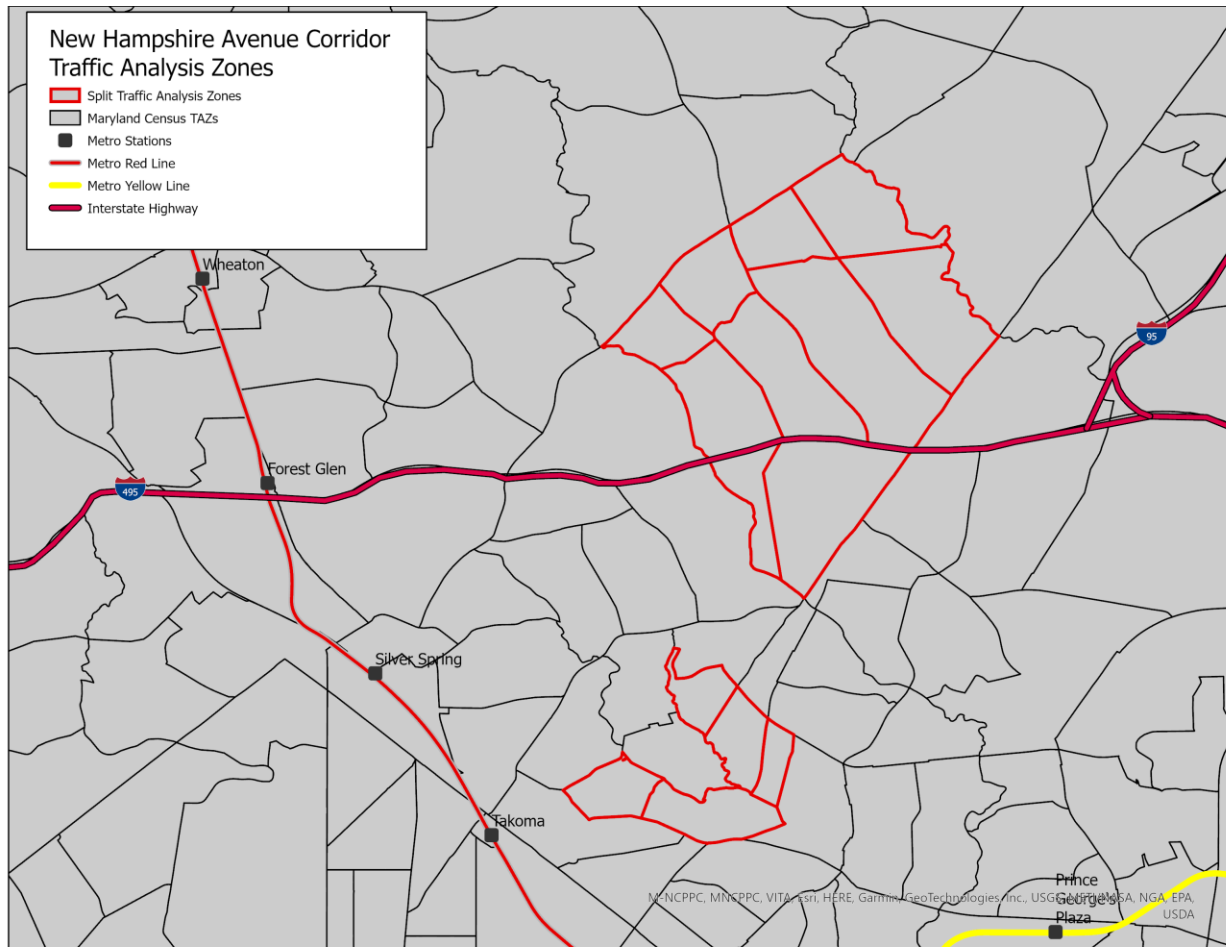 New Hampshire Avenue Corridor
Traffic Analysis Zones
Split Traffic Analysis Zones
Maryland Census TAZs
Metro Stations
Metro Red Line
Metro Yellow Line
Interstate Highway
Wheaton
95
Forest Glen
495
Silver Spring
Takoma
Prince
George's
Plaza
M-NCPPC, MNCPPC, VITA, Esri, HERE, Garmin, GeoTechnologies, Inc., USGS, NASA, NGA, EPA,
USDA